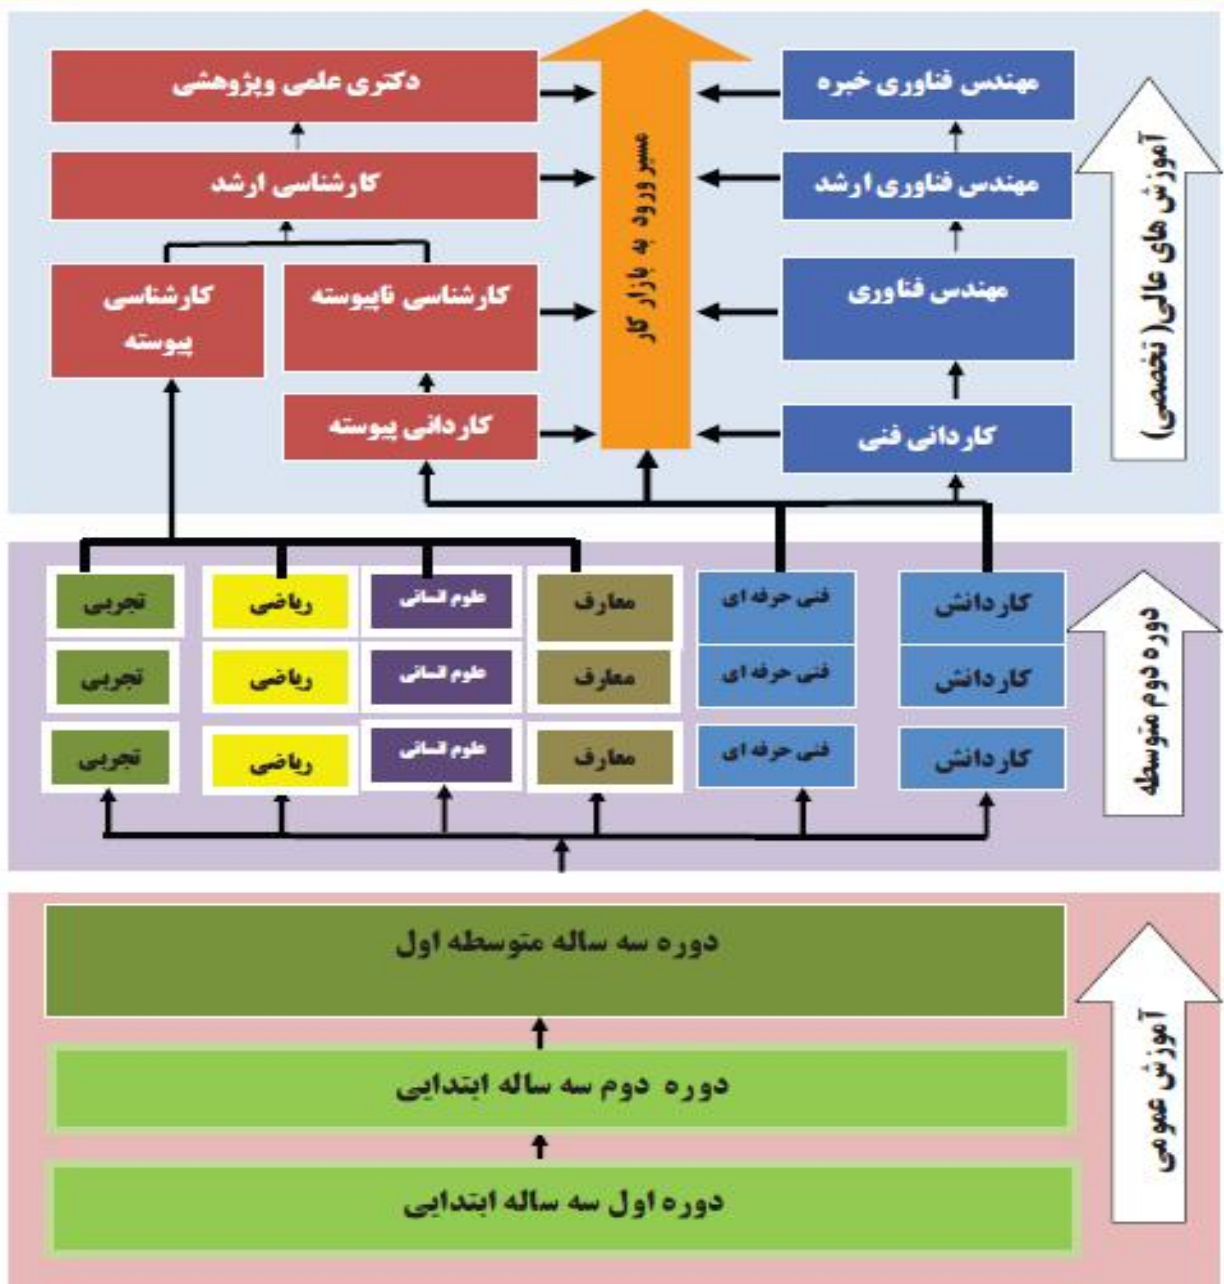 دکتری علمی وپژوهشی
مهندس فناوری خبره
کارشناسی ارشد
مهندس فناوری ارشد
کارشناسی
پیوسته
کارشناسی ناپیوسته
مهندس فناوری
کاردانی پیوسته
کاردانی فنی
مسیر ورود به بازار کار
آموزش های عالی( تخصصی)
تجربی
ریاضی
علوم انسانی
معارف
فنی حرفه ای
کاردانش
تجربی
ریاضی
علوم انسانی
معارف
فنی حرفه ای
کاردانش
تجربی
ریاضی
علوم انسانی
معارف
فنی حرفه ای
کاردانش
دوره دوم متوسطه
دوره سه ساله متوسطه اول
دوره دوم سه ساله ابتدایی
دوره اول سه ساله ابتدایی
آموزش عمومی